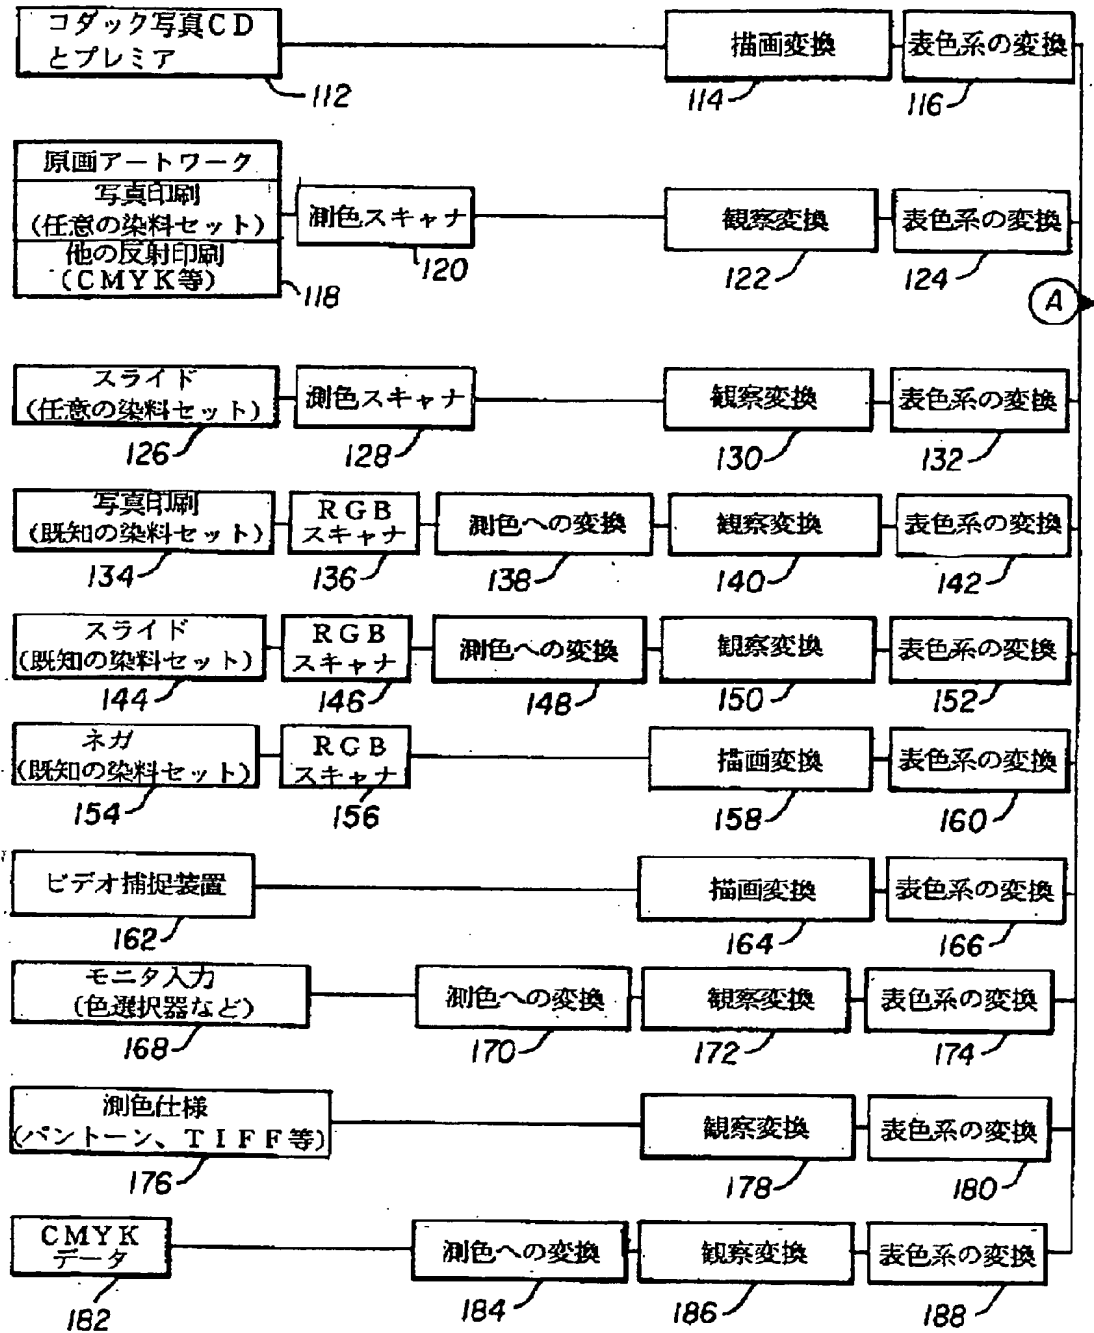 コダック写真CD
とプレミア
描画変換
表色系の変換
112
114
116
原画アートワーク
写真印刷
(任意の染料セット)
他の反射印刷
(CMYK等)
測色スキャナ
観察変換
表色系の変換
118
120
122
124
A
スライド
(任意の染料セット)
測色スキャナ
観察変換
表色系の変換
126
128
130
132
写真印刷
(既知の染料セット)
RGB
スキャナ
測色への変換
観察変換
表色系の変換
134
136
138
140
142
スライド
(既知の染料セット)
RGB
スキャナ
測色への変換
観察変換
表色系の変換
144
146
148
150
152
ネガ
(既知の染料セット)
RGB
スキャナ
描画変換
表色系の変換
154
156
158
160
ビデオ捕捉装置
描画変換
表色系の変換
162
164
166
モニタ入力
(色選択器など)
測色への変換
観察変換
表色系の変換
168
170
172
174
測色仕様
(パントーン、TIFF等)
観察変換
表色系の変換
176
178
180
CMYK
データ
測色への変換
観察変換
表色系の変換
182
184
186
188